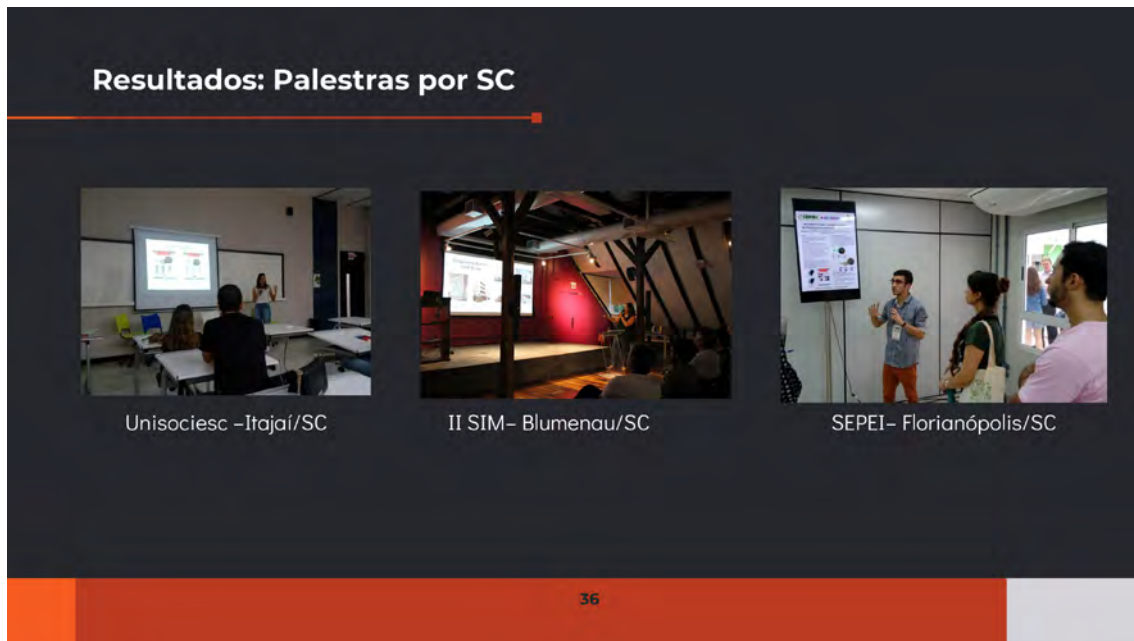 Resultados: Palestras por SC
Unisociesc –Itajaí/SC
II SIM– Blumenau/SC
SEPEI– Florianópolis/SC
36